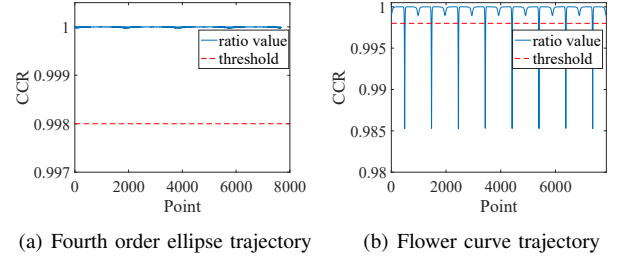 1
0.999
0.998
0.997
CCR
0 2000 4000 6000 8000
Point
ratio value
threshold
(a) Fourth order ellipse trajectory
1
0.995
0.99
0.985
0.98
CCR
0 2000 4000 6000
Point
ratio value
threshold
(b) Flower curve trajectory